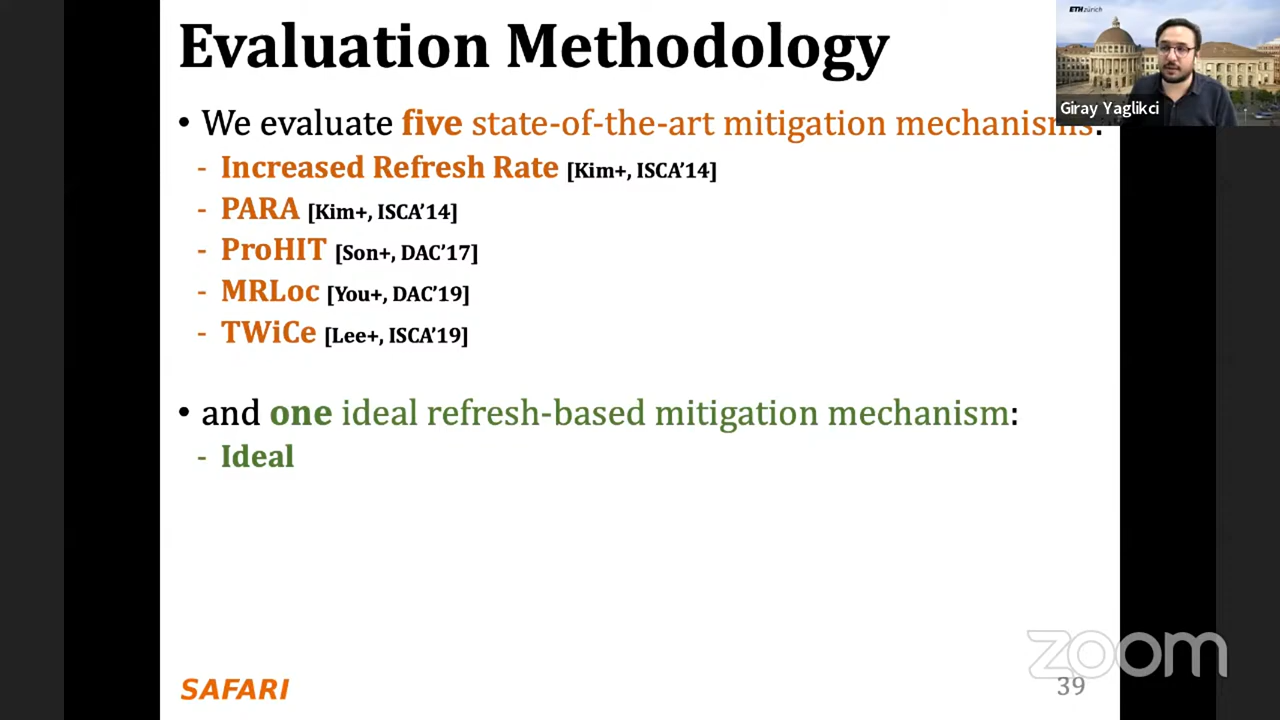 Evaluation Methodology
ETH zürich
Giray Yaglikci
• We evaluate five state-of-the-art mitigation mechanisms:
- Increased Refresh Rate [Kim+, ISCA’14]
- PARA [Kim+, ISCA’14]
- ProHIT [Son+, DAC’17]
- MRLoc [You+, DAC’19]
- TWiCe [Lee+, ISCA’19]
• and one ideal refresh-based mitigation mechanism:
- Ideal
zoom
SAFARI
39